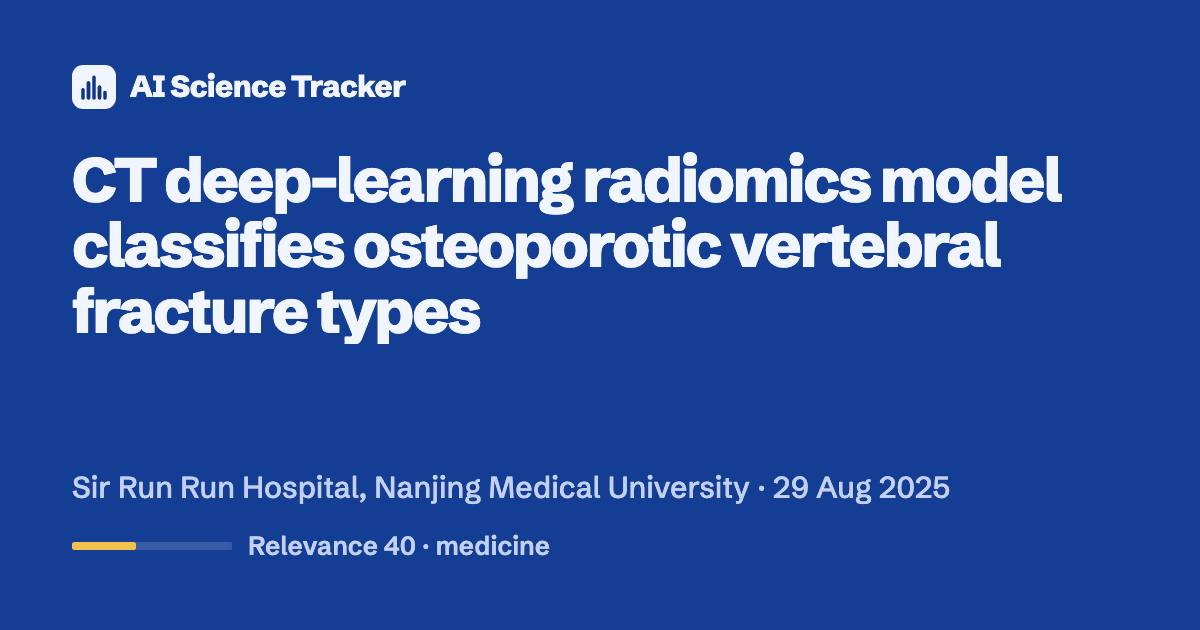 AI Science Tracker
CT deep-learning radiomics model
classifies osteoporotic vertebral
fracture types
Sir Run Run Hospital, Nanjing Medical University · 29 Aug 2025
Relevance 40 · medicine